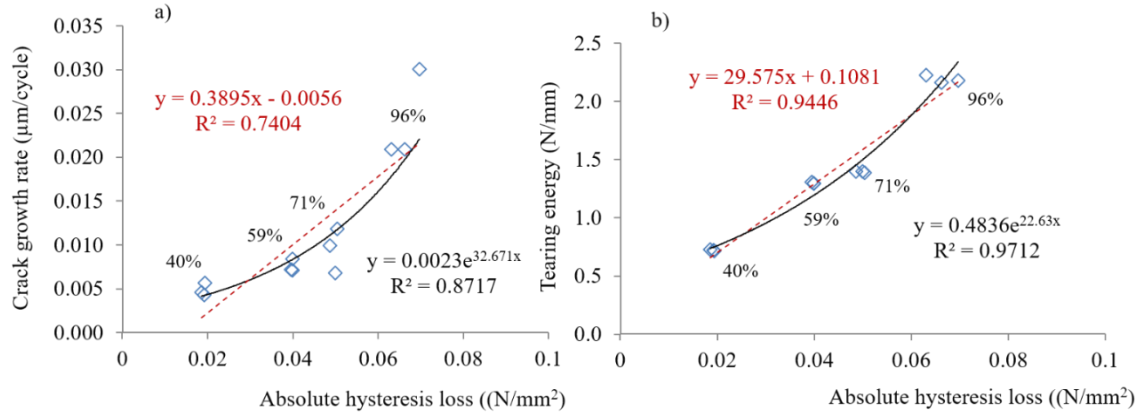 a)
Crack growth rate (µm/cycle)
0.035
0.030
0.025
0.020
0.015
0.010
0.005
0.000
y = 0.3895x - 0.0056
R² = 0.7404
96%
71%
59%
40%
y = 0.0023e^32.671x
R² = 0.8717
0
0.02
0.04
0.06
0.08
0.1
Absolute hysteresis loss ((N/mm²)
b)
Tearing energy (N/mm)
2.5
2.0
1.5
1.0
0.5
0.0
y = 29.575x + 0.1081
R² = 0.9446
96%
71%
59%
40%
y = 0.4836e^22.63x
R² = 0.9712
0
0.02
0.04
0.06
0.08
0.1
Absolute hysteresis loss ((N/mm²)